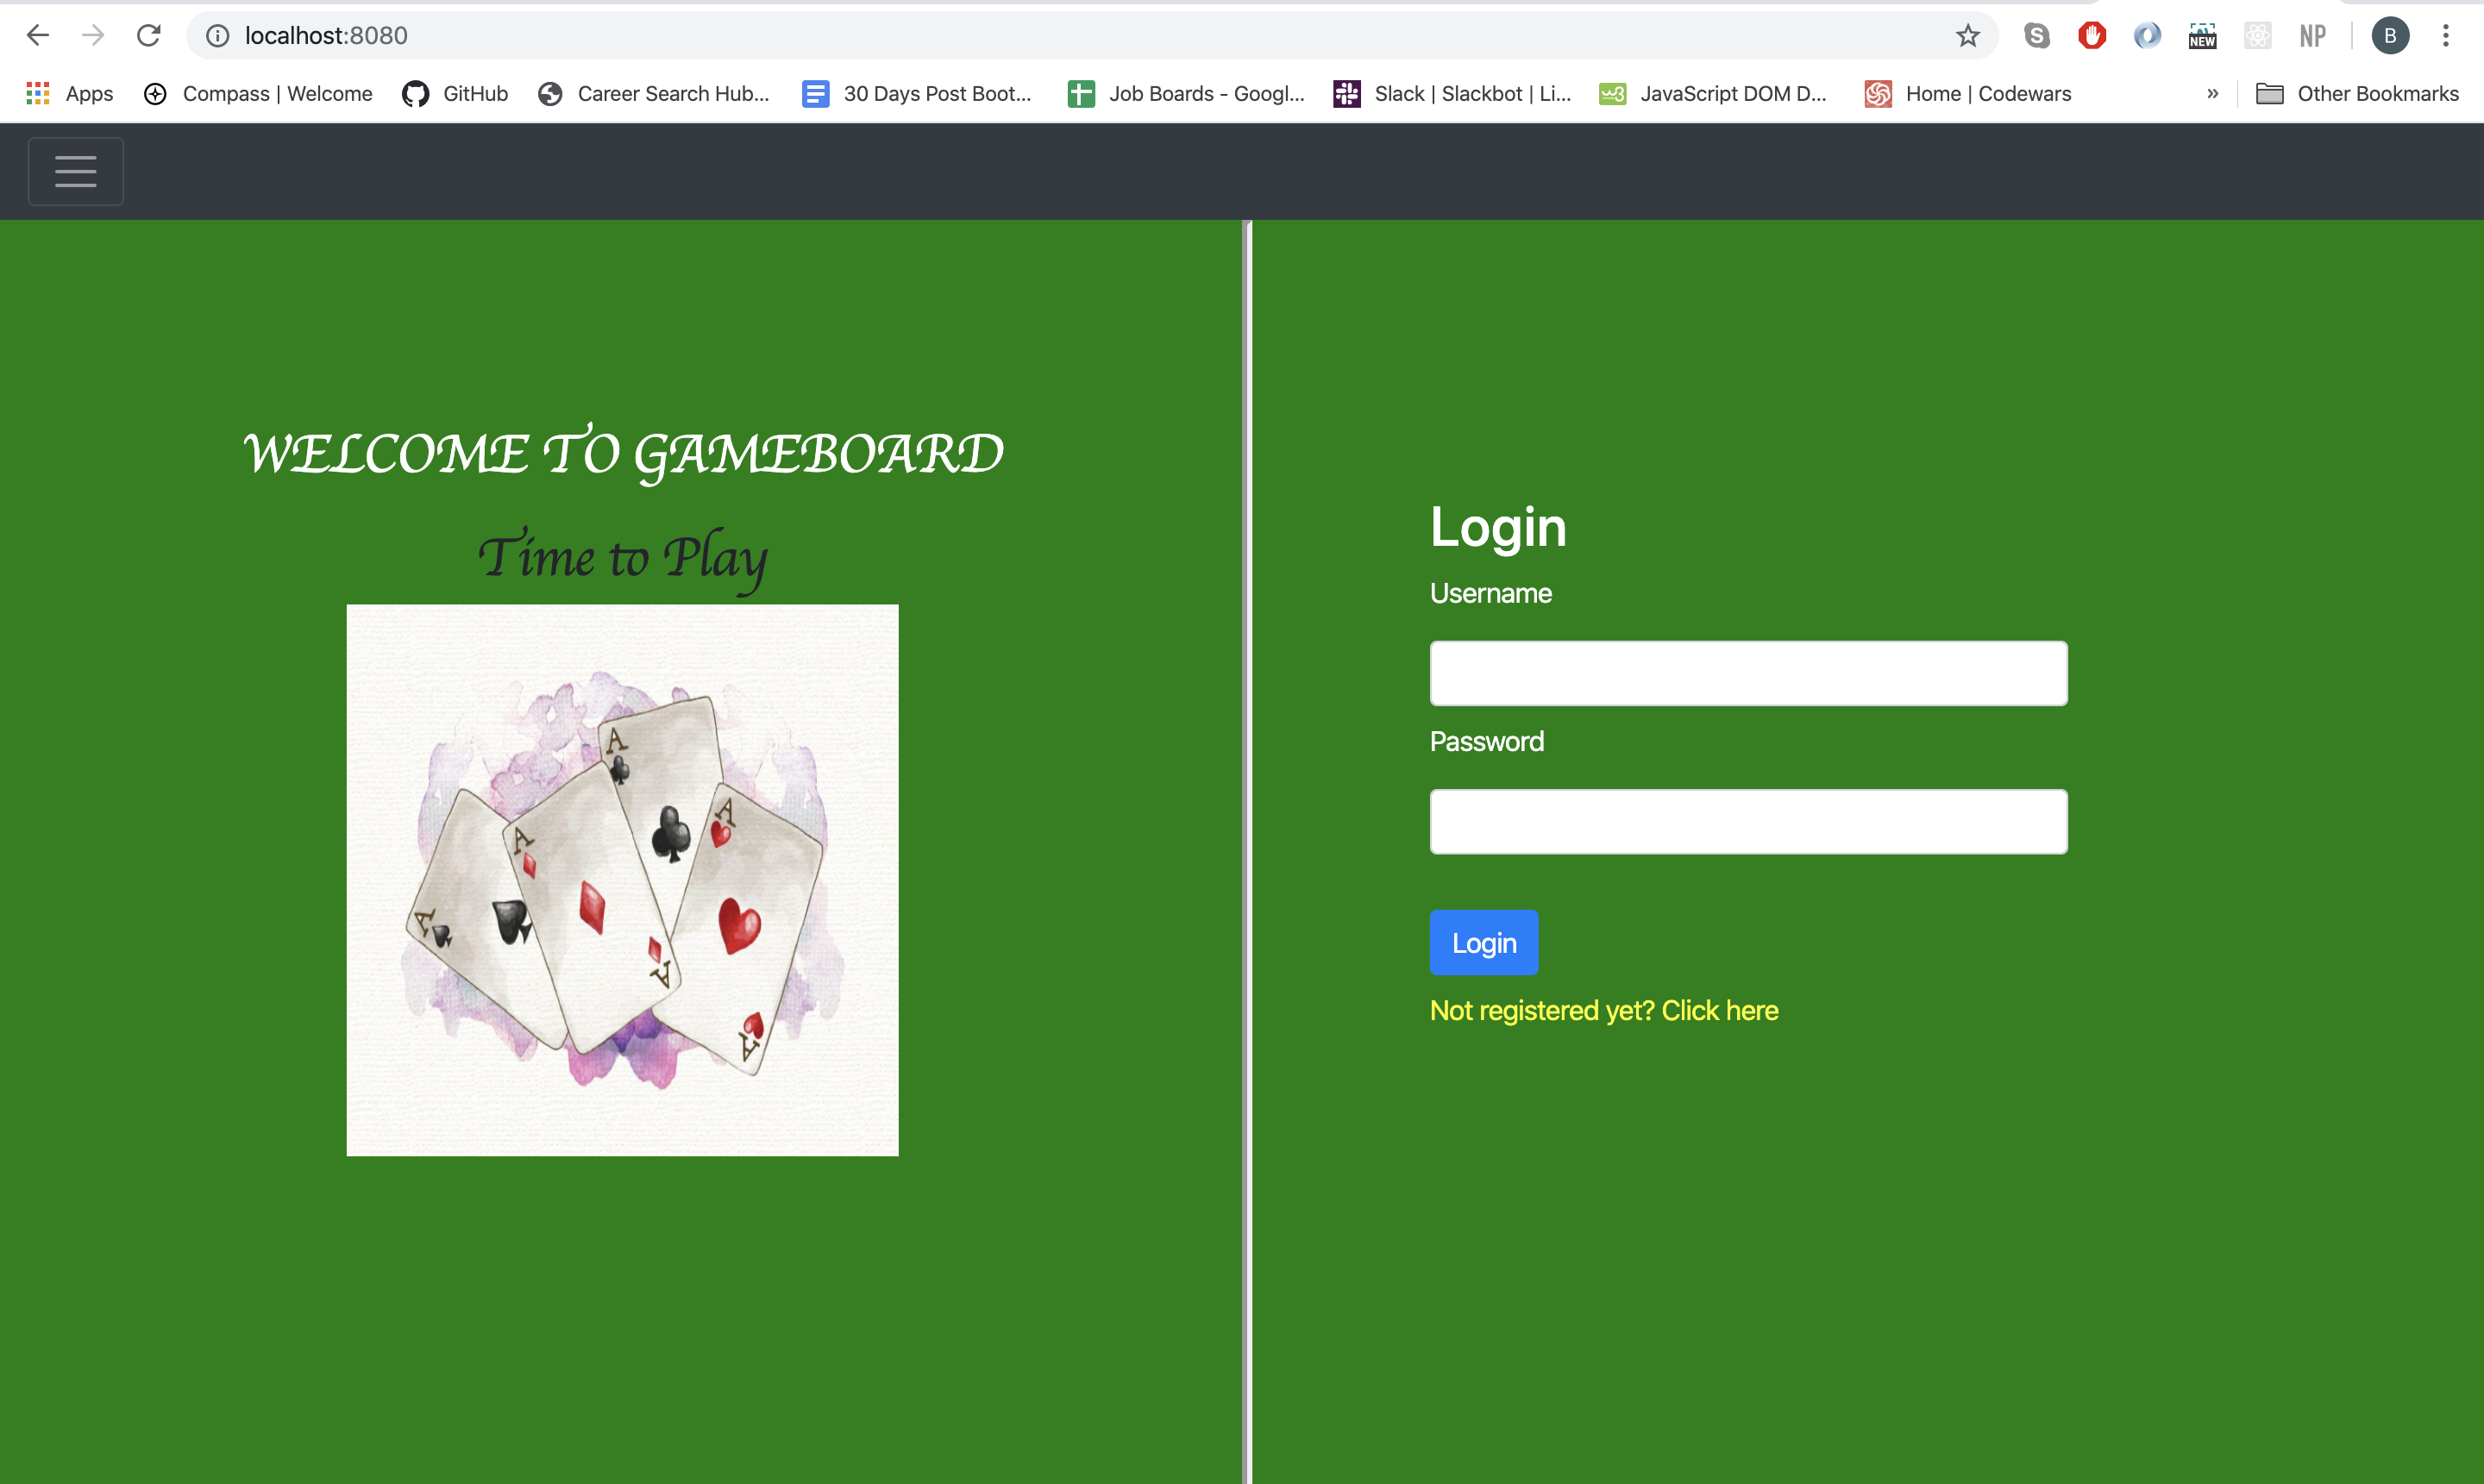 localhost:8080
NEW
NP
B
Apps
Compass | Welcome
GitHub
Career Search Hub...
30 Days Post Boot...
Job Boards - Googl...
Slack | Slackbot | Li...
JavaScript DOM D...
Home | Codewars
»
Other Bookmarks
WELCOME TO GAMEBOARD
Time to Play
A
A
A
A
A
A
Login
Username
Password
Login
Not registered yet? Click here